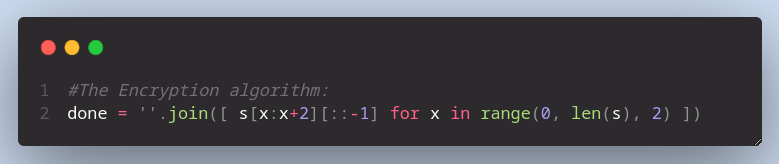 1 #The Encryption algorithm:
2 done = ''.join([ s[x:x+2][::-1] for x in range(0, len(s), 2) ])